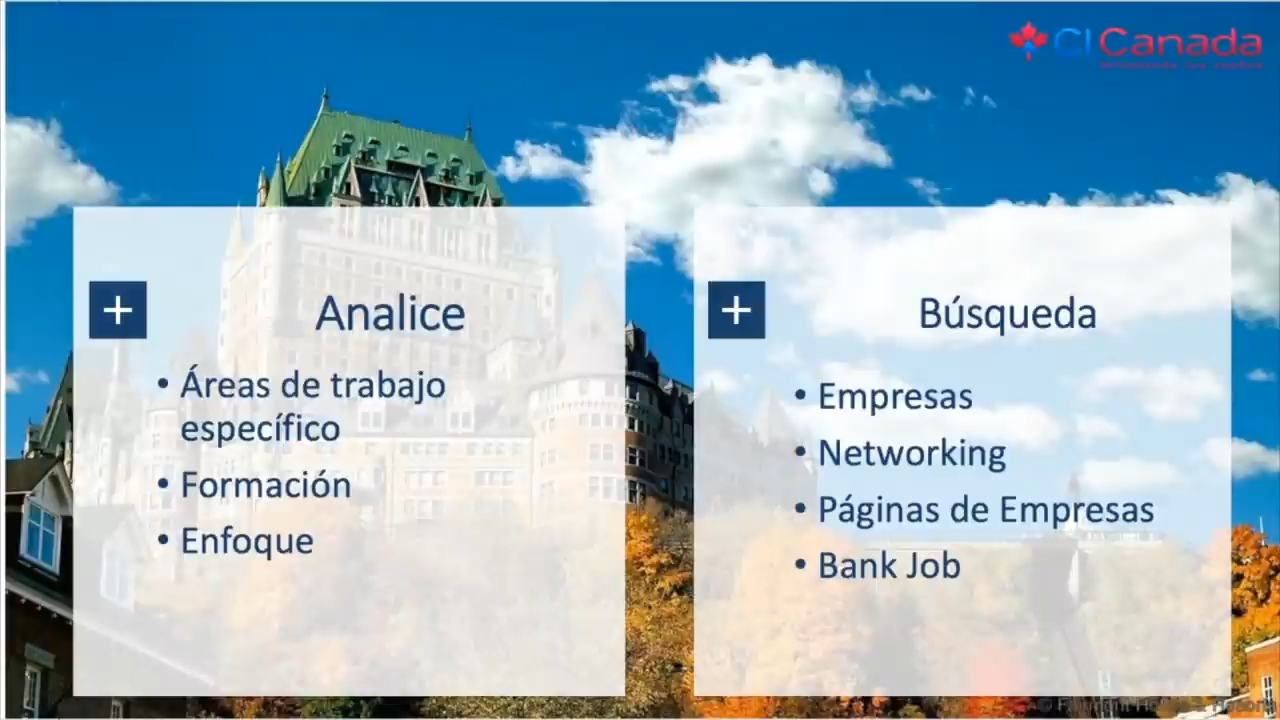 CI Canada
+
Analice
• Áreas de trabajo
específico
• Formación
• Enfoque
+
Búsqueda
• Empresas
• Networking
• Páginas de Empresas
• Bank Job